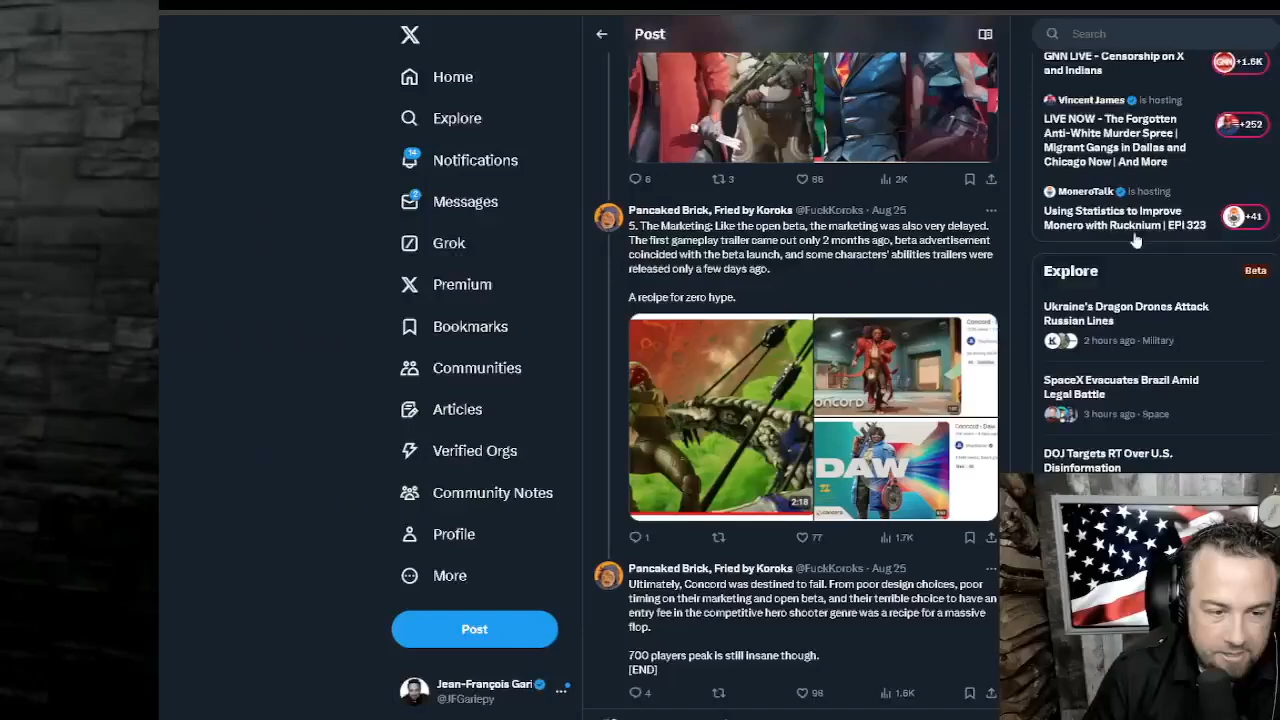 Home
Explore
14
Notifications
2
Messages
Grok
Premium
Bookmarks
Communities
Articles
Verified Orgs
Community Notes
Profile
More
Post
Jean-François Gari
@JFGariepy
Post
6
3
86
2K
Pancaked Brick, Fried by Koroks @FuckKoroks · Aug 25
5. The Marketing: Like the open beta, the marketing was also very delayed.
The first gameplay trailer came out only 2 months ago, beta advertisement
coincided with the beta launch, and some characters' abilities trailers were
released only a few days ago.
A recipe for zero hype.
2:18
DAW
1
77
1.7K
Pancaked Brick, Fried by Koroks @FuckKoroks · Aug 25
Ultimately, Concord was destined to fail. From poor design choices, poor
timing on their marketing and open beta, and their terrible choice to have an
entry fee in the competitive hero shooter genre was a recipe for a massive
flop.
700 players peak is still insane though.
[END]
4
98
1.6K
Search
GNN LIVE - Censorship on X
and Indians
GNN +1.6K
Vincent James is hosting
LIVE NOW - The Forgotten
Anti-White Murder Spree |
Migrant Gangs in Dallas and
Chicago Now | And More
+252
MoneroTalk is hosting
Using Statistics to Improve
Monero with Rucknium | EPI 323
+41
Explore
Beta
Ukraine's Dragon Drones Attack
Russian Lines
2 hours ago · Military
SpaceX Evacuates Brazil Amid
Legal Battle
3 hours ago · Space
DOJ Targets RT Over U.S.
Disinformation